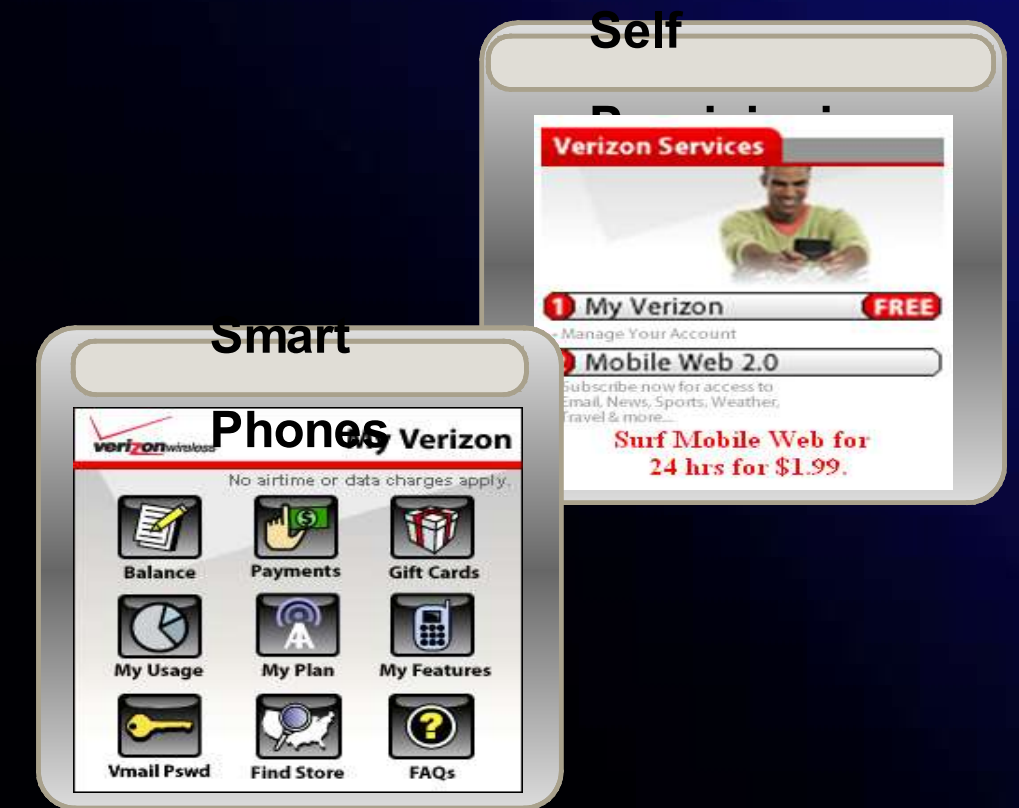 Self
Verizon Services
1 My Verizon FREE
- Manage Your Account
Mobile Web 2.0
Subscribe now for access to
Email, News, Sports, Weather,
Travel & more...
Surf Mobile Web for
24 hrs for $1.99.
Smart
Phones
verizonwireless My Verizon
No airtime or data charges apply.
Balance Payments Gift Cards
My Usage My Plan My Features
Vmail Pswd Find Store FAQs